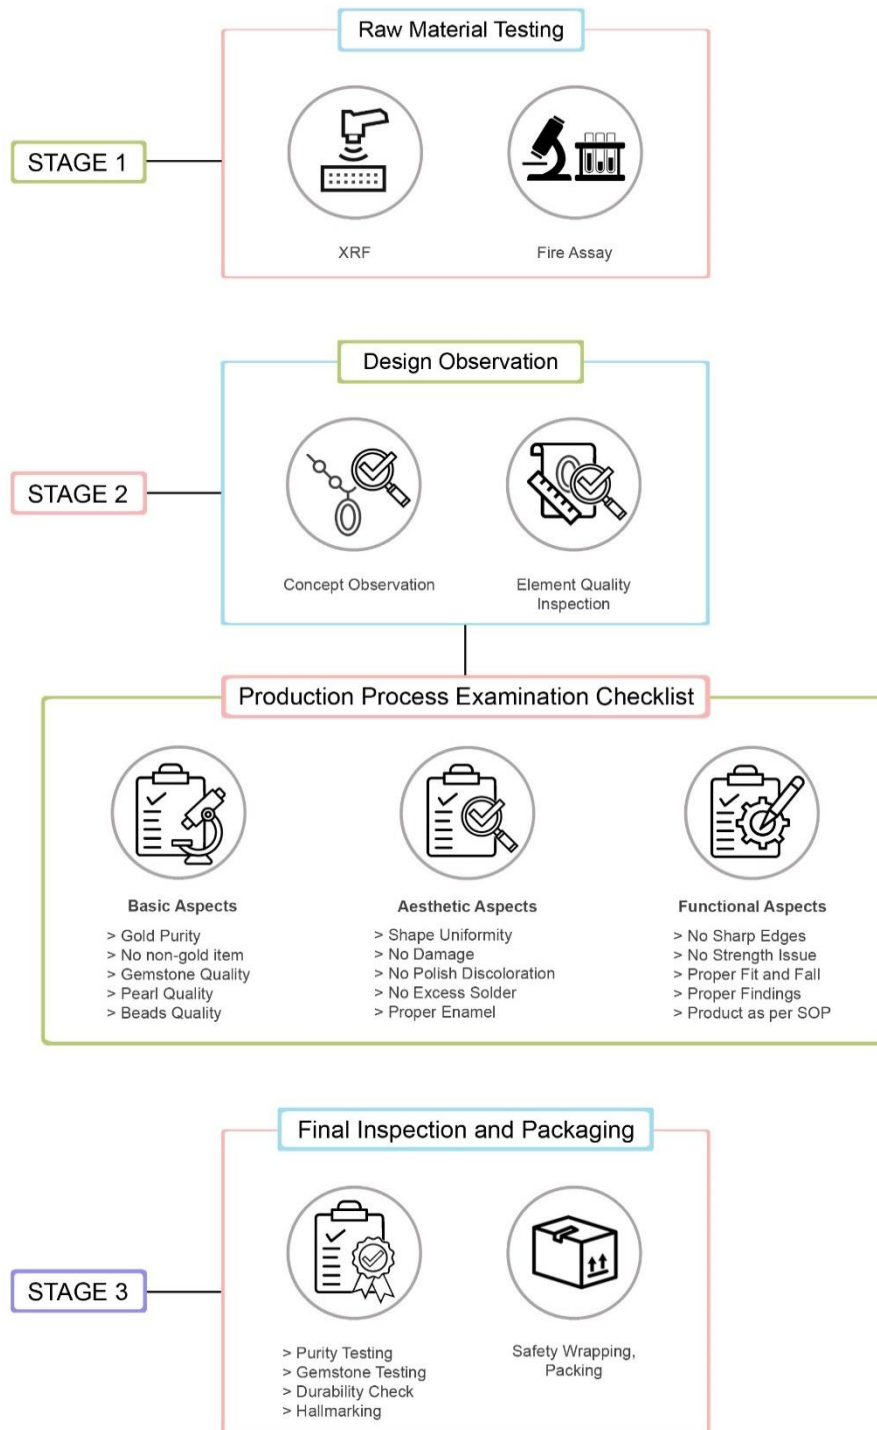 Raw Material Testing
STAGE 1
XRF
Fire Assay
Design Observation
STAGE 2
Concept Observation
Element Quality
Inspection
Production Process Examination Checklist
Basic Aspects
> Gold Purity
> No non-gold item
> Gemstone Quality
> Pearl Quality
> Beads Quality
Aesthetic Aspects
> Shape Uniformity
> No Damage
> No Polish Discoloration
> No Excess Solder
> Proper Enamel
Functional Aspects
> No Sharp Edges
> No Strength Issue
> Proper Fit and Fall
> Proper Findings
> Product as per SOP
Final Inspection and Packaging
STAGE 3
> Purity Testing
> Gemstone Testing
> Durability Check
> Hallmarking
Safety Wrapping,
Packing